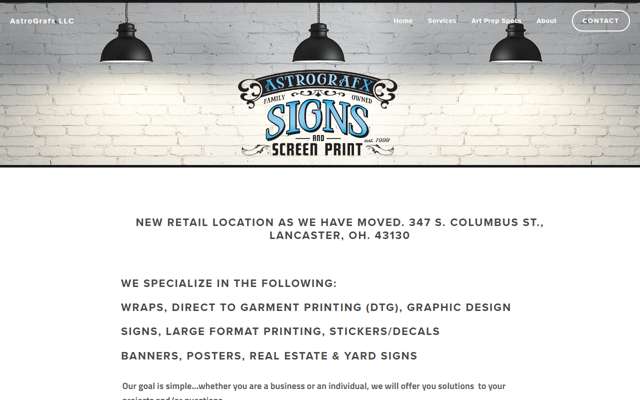 AstroGrafx LLC
Home Services Art Prep Specs About CONTACT
ASTROGRAFX
FAMILY OWNED
SIGNS
AND
est. 1999
SCREEN PRINT
NEW RETAIL LOCATION AS WE HAVE MOVED. 347 S. COLUMBUS ST.,
LANCASTER, OH. 43130
WE SPECIALIZE IN THE FOLLOWING:
WRAPS, DIRECT TO GARMENT PRINTING (DTG), GRAPHIC DESIGN
SIGNS, LARGE FORMAT PRINTING, STICKERS/DECALS
BANNERS, POSTERS, REAL ESTATE & YARD SIGNS
Our goal is simple...whether you are a business or an individual, we will offer you solutions to your